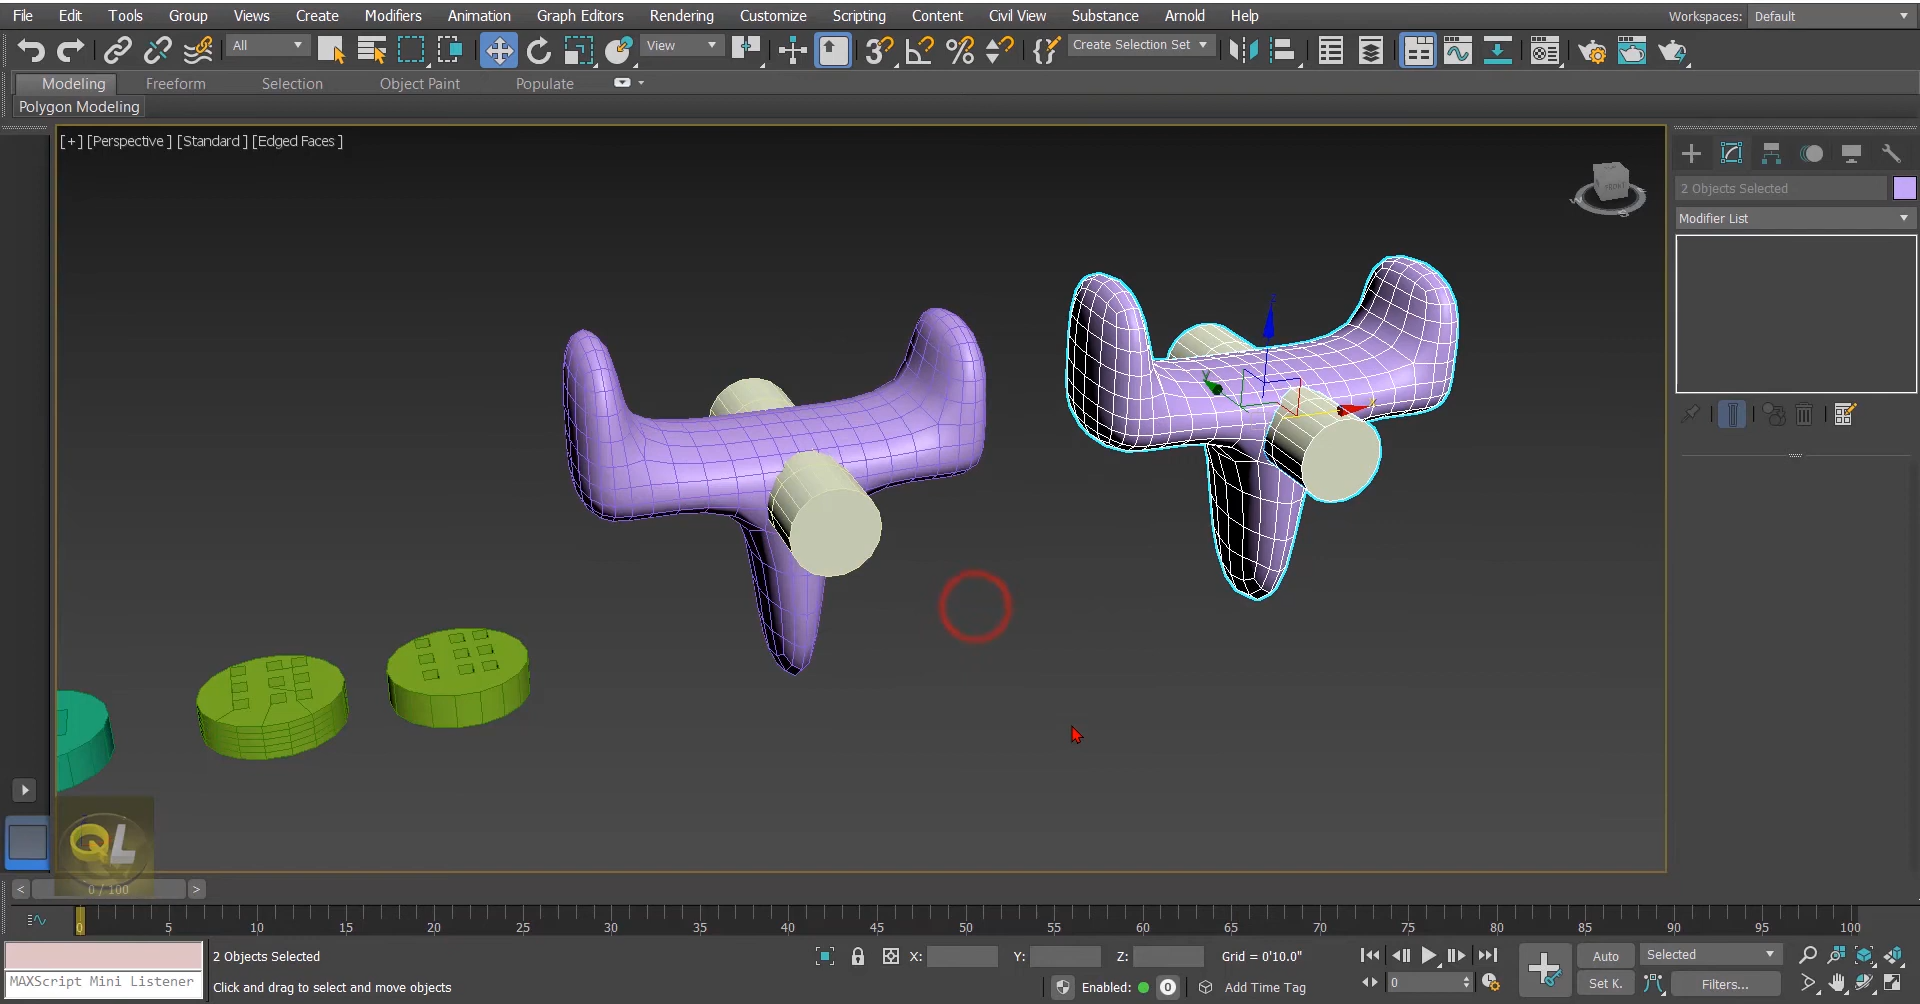 File Edit Tools Group Views Create Modifiers Animation Graph Editors Rendering Customize Scripting Content Civil View Substance Arnold Help Workspaces: Default
All View 3 Create Selection Set
Modeling Freeform Selection Object Paint Populate
Polygon Modeling
[+] [Perspective ] [Standard ] [Edged Faces ]
2 Objects Selected
Modifier List
QL
< 0 / 100 >
0 5 10 15 20 25 30 35 40 45 50 55 60 65 70 75 80 85 90 95 100
2 Objects Selected X: Y: Z: Grid = 0'10.0" Auto Selected
MAXScript Mini Listener Click and drag to select and move objects Enabled: 0 Add Time Tag 0 Set K. Filters...